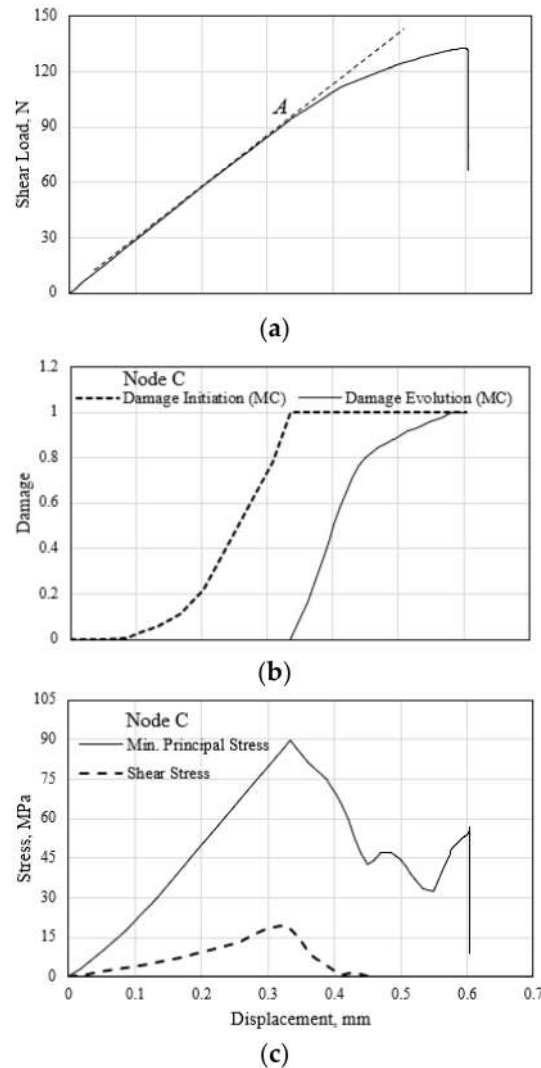 150
120
90
60
30
0
Shear Load, N
A
(a)
1.2
1
0.8
0.6
0.4
0.2
0
Damage
Node C
Damage Initiation (MC)
Damage Evolution (MC)
(b)
105
90
75
60
45
30
15
0
Stress, MPa
Node C
Min. Principal Stress
Shear Stress
0 0.1 0.2 0.3 0.4 0.5 0.6 0.7
Displacement, mm
(c)